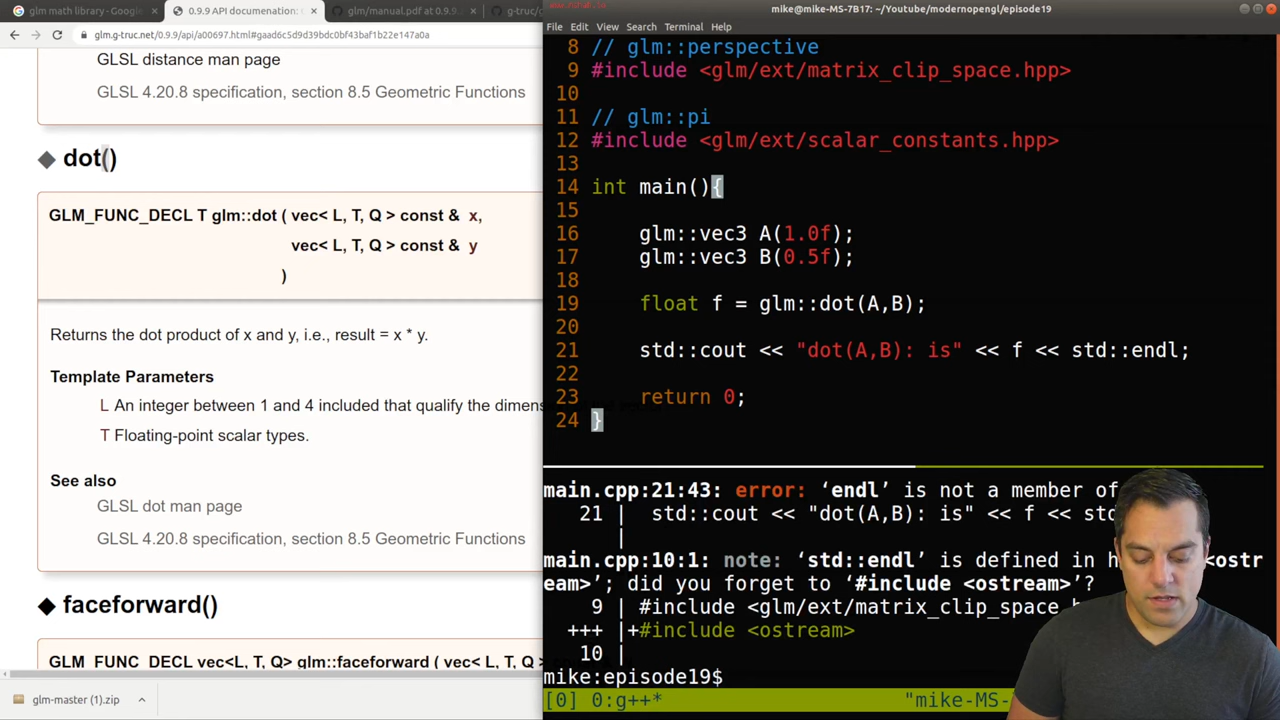 glm math library - Google
0.9.9 API documenation: G
glm/manual.pdf at 0.9.9
g-truc/g
glm.g-truc.net/0.9.9/api/a00697.html#gaad6c5d9d39bdc0bf43baf1b22e147a0a
GLSL distance man page
GLSL 4.20.8 specification, section 8.5 Geometric Functions
dot()
GLM_FUNC_DECL T glm::dot ( vec< L, T, Q > const & x,
vec< L, T, Q > const & y
)
Returns the dot product of x and y, i.e., result = x * y.
Template Parameters
L An integer between 1 and 4 included that qualify the
T Floating-point scalar types.
See also
GLSL dot man page
GLSL 4.20.8 specification, section 8.5 Geometric Functions
faceforward()
GLM_FUNC_DECL vec<L, T, Q> glm::faceforward ( vec< L, T,
glm-master (1).zip
mike@mike-MS-7B17: ~/Youtube/modernopengl/episode19
File Edit View Search Terminal Help
8 // glm::perspective
9 #include <glm/ext/matrix_clip_space.hpp>
10
11 // glm::pi
12 #include <glm/ext/scalar_constants.hpp>
13
14 int main(){
15
16 glm::vec3 A(1.0f);
17 glm::vec3 B(0.5f);
18
19 float f = glm::dot(A,B);
20
21 std::cout << "dot(A,B): is" << f << std::endl;
22
23 return 0;
24 }
main.cpp:21:43: error: ‘endl’ is not a member of
21 | std::cout << "dot(A,B): is" << f << std
|
main.cpp:10:1: note: ‘std::endl’ is defined in h <ostr
eam>’; did you forget to ‘#include <ostream>’?
9 | #include <glm/ext/matrix_clip_space
+++ |+#include <ostream>
10 |
mike:episode19$
[0] 0:g++* "mike-MS-